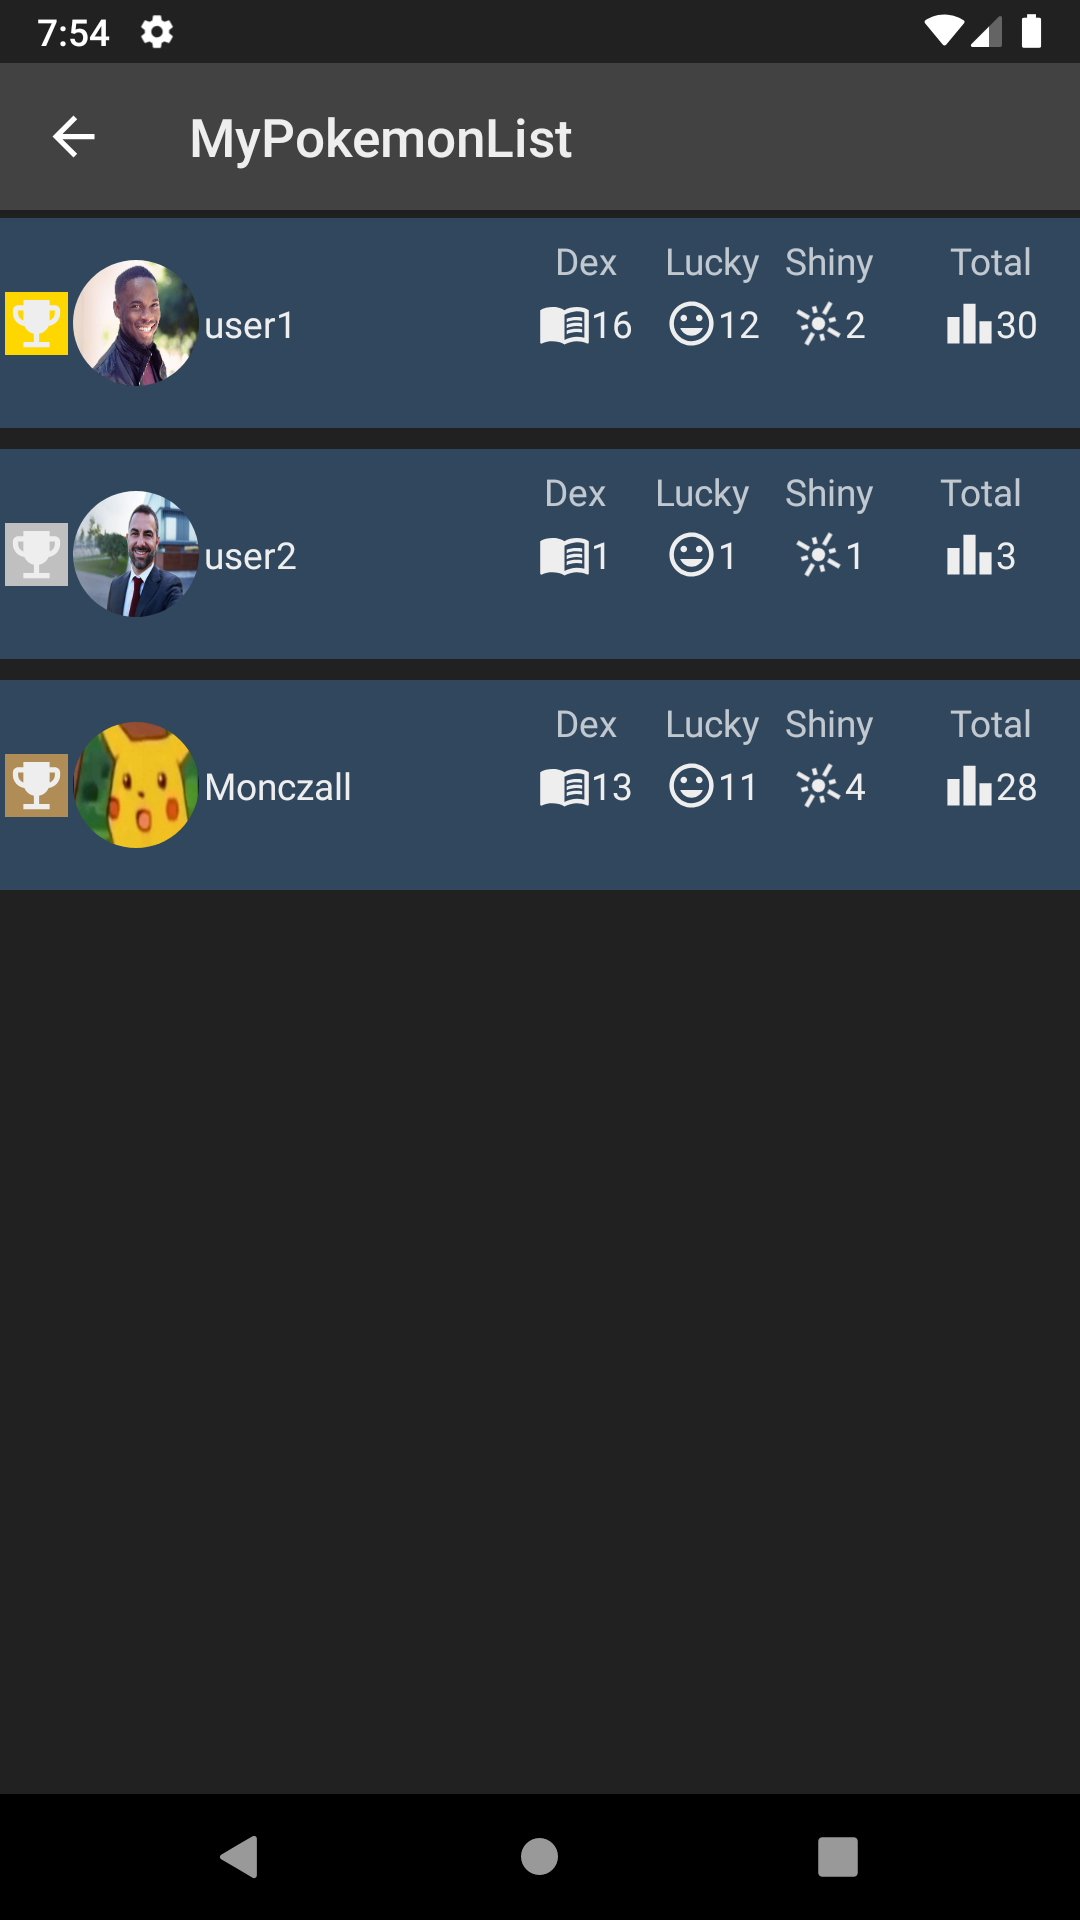 7:54
MyPokemonList
Dex Lucky Shiny Total
user1 16 12 2 30
Dex Lucky Shiny Total
user2 1 1 1 3
Dex Lucky Shiny Total
Monczall 13 11 4 28